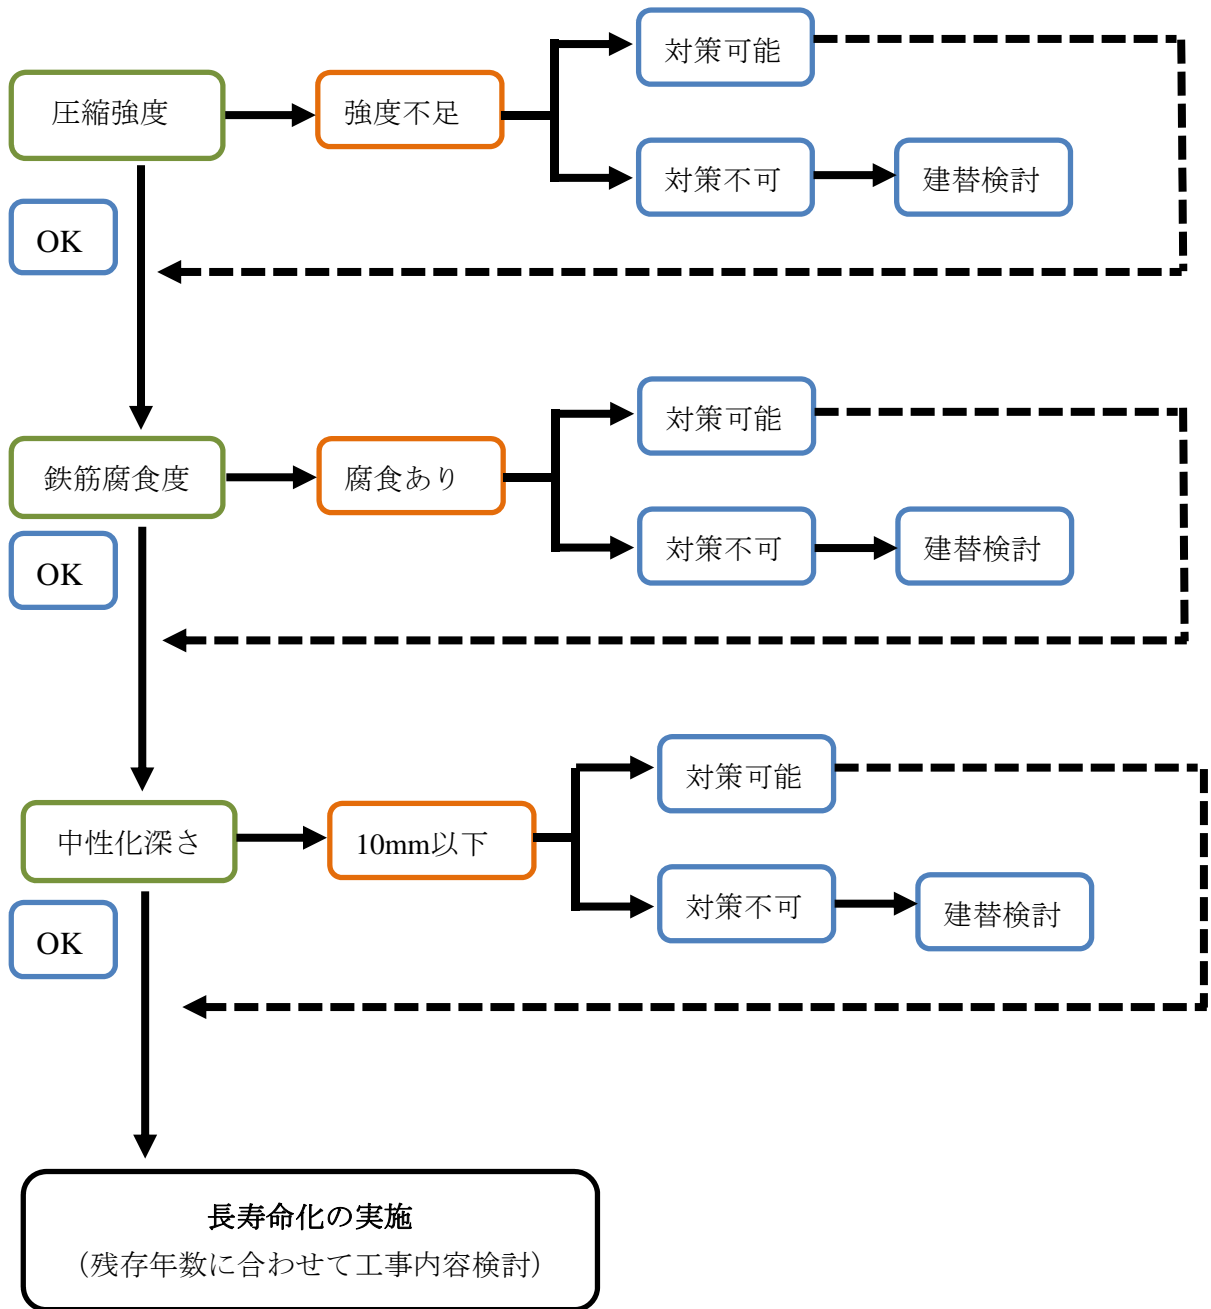 対策可能
圧縮強度
強度不足
対策不可
建替検討
OK
対策可能
鉄筋腐食度
腐食あり
対策不可
建替検討
OK
対策可能
中性化深さ
10mm以下
対策不可
建替検討
OK
長寿命化の実施
（残存年数に合わせて工事内容検討）